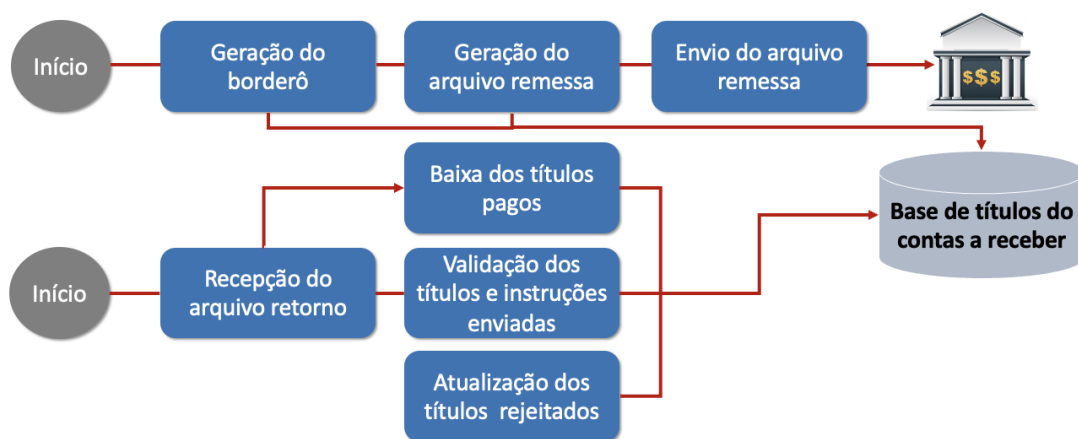 Início
Geração do
borderô
Geração do
arquivo remessa
Envio do arquivo
remessa
$$$
Baixa dos títulos
pagos
Base de títulos do
contas a receber
Início
Recepção do
arquivo retorno
Validação dos
títulos e instruções
enviadas
Atualização dos
títulos rejeitados